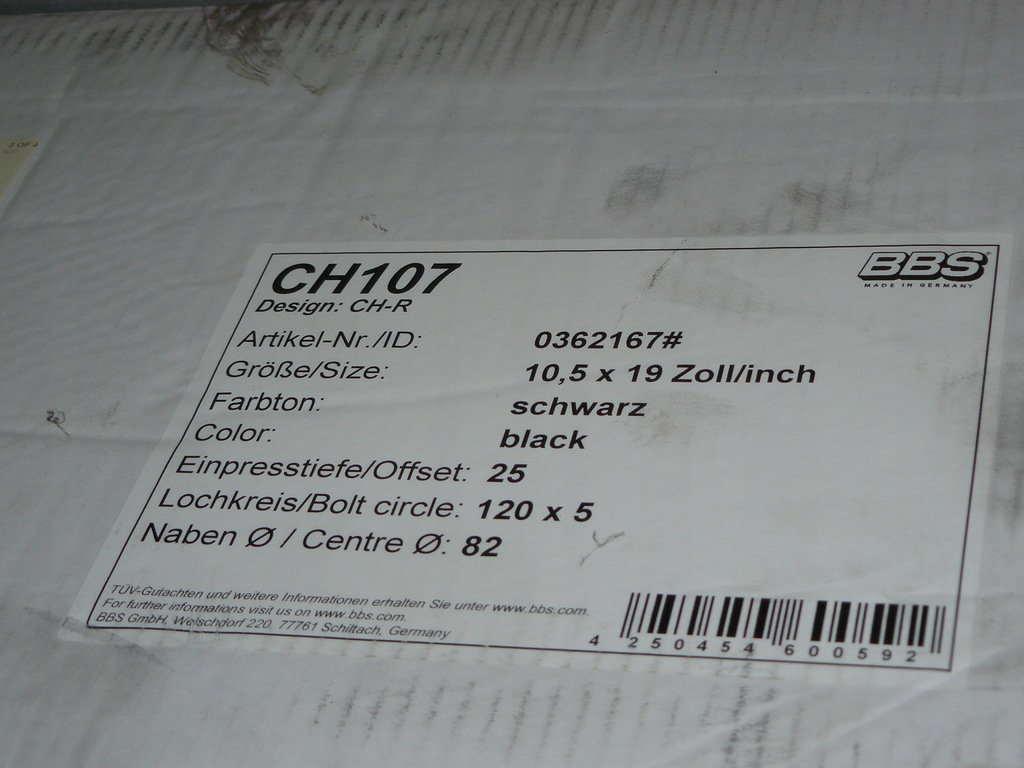 CH107
BBS
MADE IN GERMANY
Design: CH-R
Artikel-Nr./ID: 0362167#
Größe/Size: 10,5 x 19 Zoll/inch
Farbton: schwarz
Color: black
Einpresstiefe/Offset: 25
Lochkreis/Bolt circle: 120 x 5
Naben Ø / Centre Ø: 82
TÜV-Gutachten und weitere Informationen erhalten Sie unter www.bbs.com.
For further informations visit us on www.bbs.com.
BBS GmbH, Welschdorf 220, 77761 Schiltach, Germany
4 250454 600592